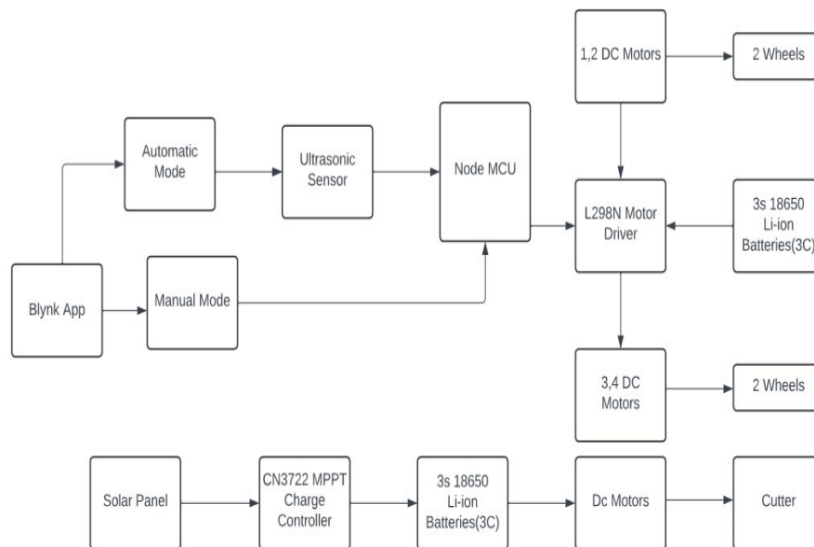 1,2 DC Motors
2 Wheels
Automatic
Mode
Ultrasonic
Sensor
Node MCU
L298N Motor
Driver
3s 18650
Li-ion
Batteries(3C)
Blynk App
Manual Mode
3,4 DC
Motors
2 Wheels
Solar Panel
CN3722 MPPT
Charge
Controller
3s 18650
Li-ion
Batteries(3C)
Dc Motors
Cutter